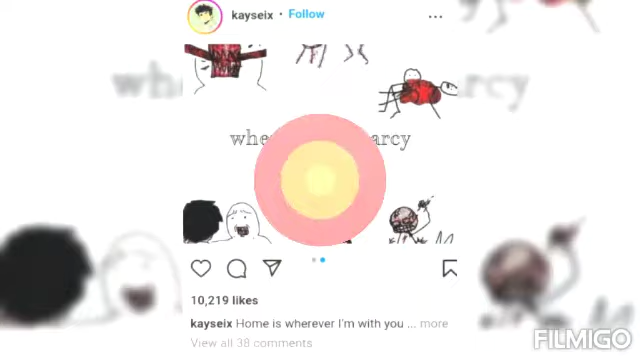 kayseix • Follow
whe arcy
10,219 likes
kayseix Home is wherever I'm with you ... more
View all 38 comments
FILMIGO